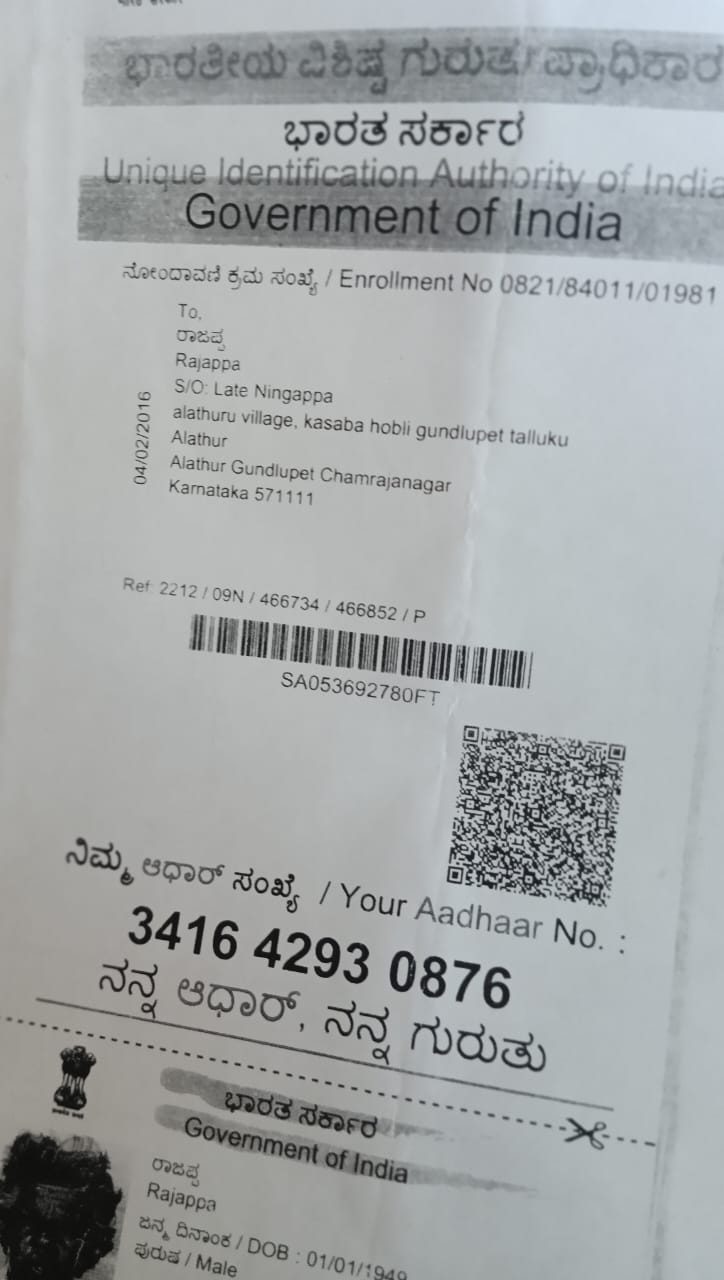 ಭಾರತೀಯ ವಿಶಿಷ್ಟ ಗುರುತು ಪ್ರಾಧಿಕಾರ
ಭಾರತ ಸರ್ಕಾರ
Unique Identification Authority of India
Government of India
ನೋಂದಾವಣಿ ಕ್ರಮ ಸಂಖ್ಯೆ / Enrollment No 0821/84011/01981
To,
ರಾಜಪ್ಪ
Rajappa
S/O: Late Ningappa
alathuru village, kasaba hobli gundlupet talluku
Alathur
Alathur Gundlupet Chamrajanagar
Karnataka 571111
04/02/2016
Ref: 2212 / 09N / 466734 / 466852 / P
SA053692780FT
ನಿಮ್ಮ ಆಧಾರ್ ಸಂಖ್ಯೆ / Your Aadhaar No. :
3416 4293 0876
ನನ್ನ ಆಧಾರ್, ನನ್ನ ಗುರುತು
ಭಾರತ ಸರ್ಕಾರ
Government of India
ರಾಜಪ್ಪ
Rajappa
ಜನ್ಮ ದಿನಾಂಕ / DOB : 01/01/1949
ಪುರುಷ / Male